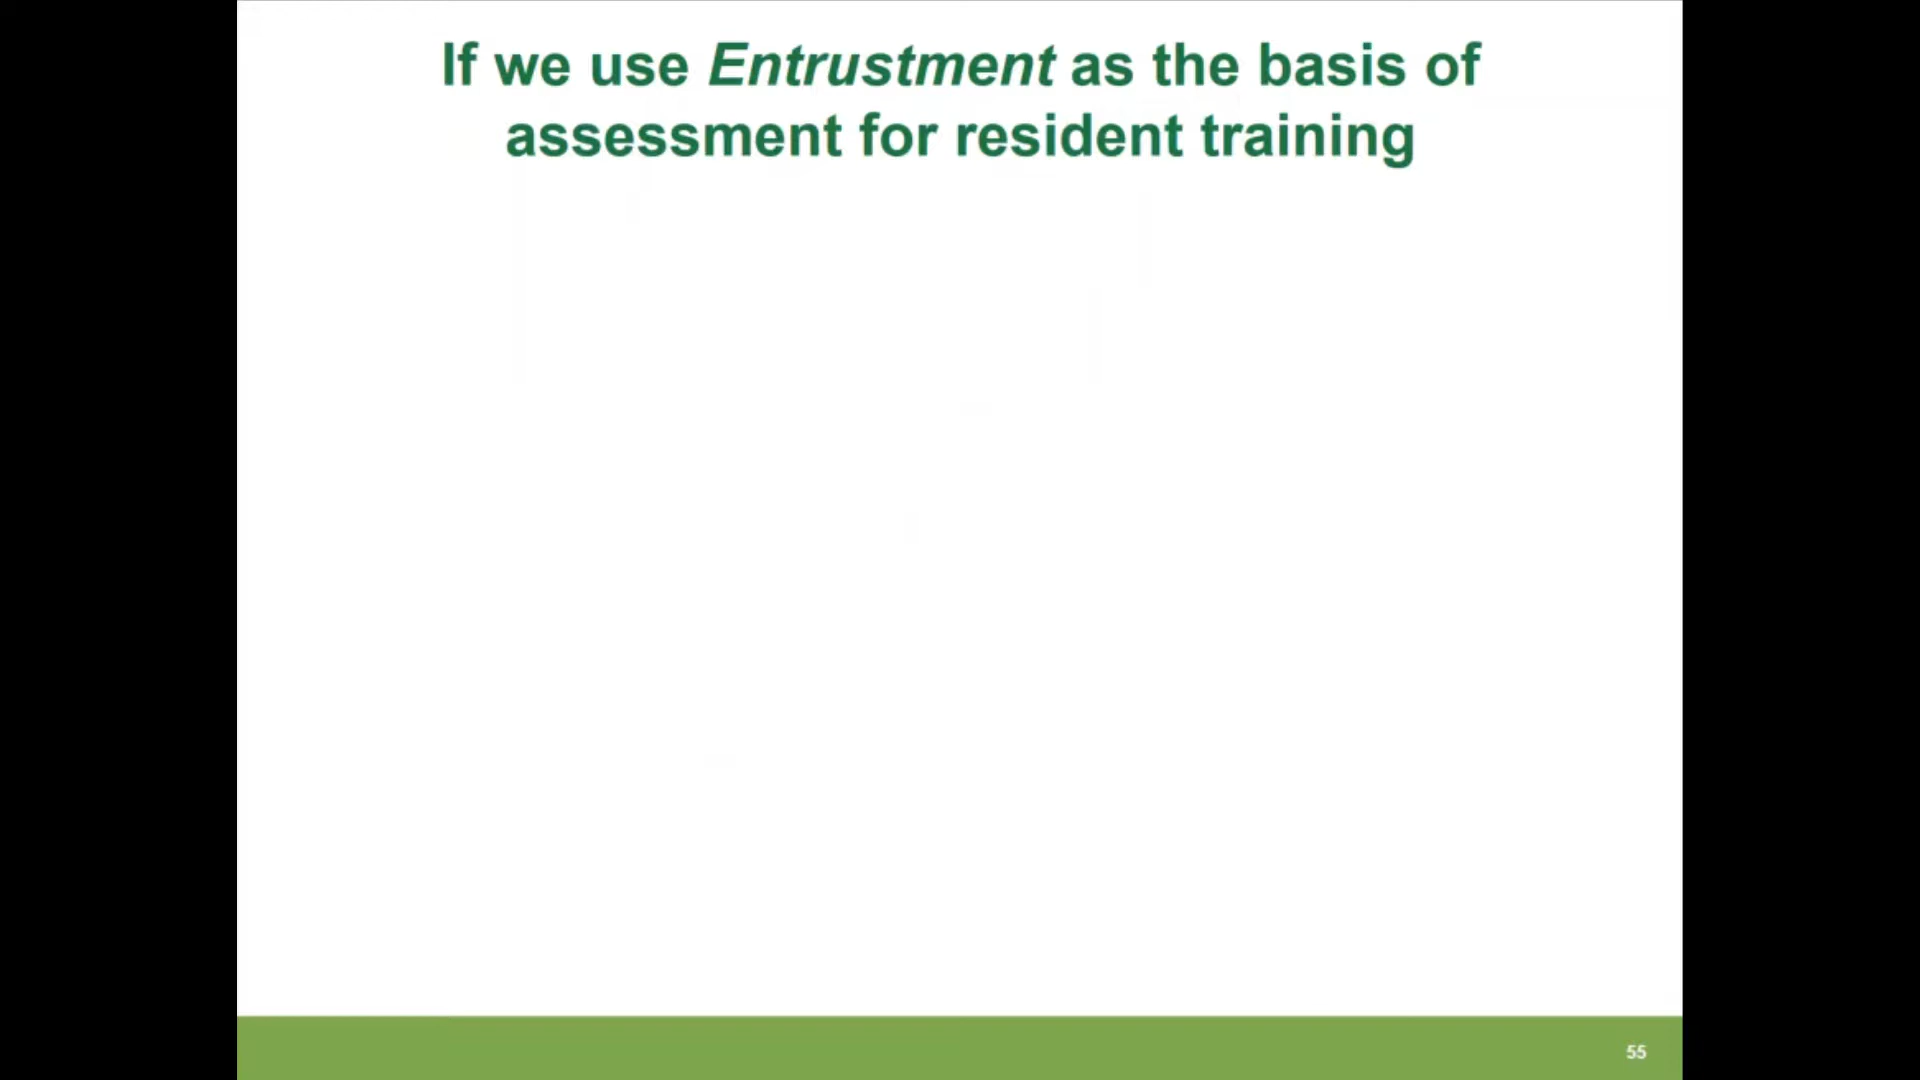 If we use Entrustment as the basis of
assessment for resident training
55